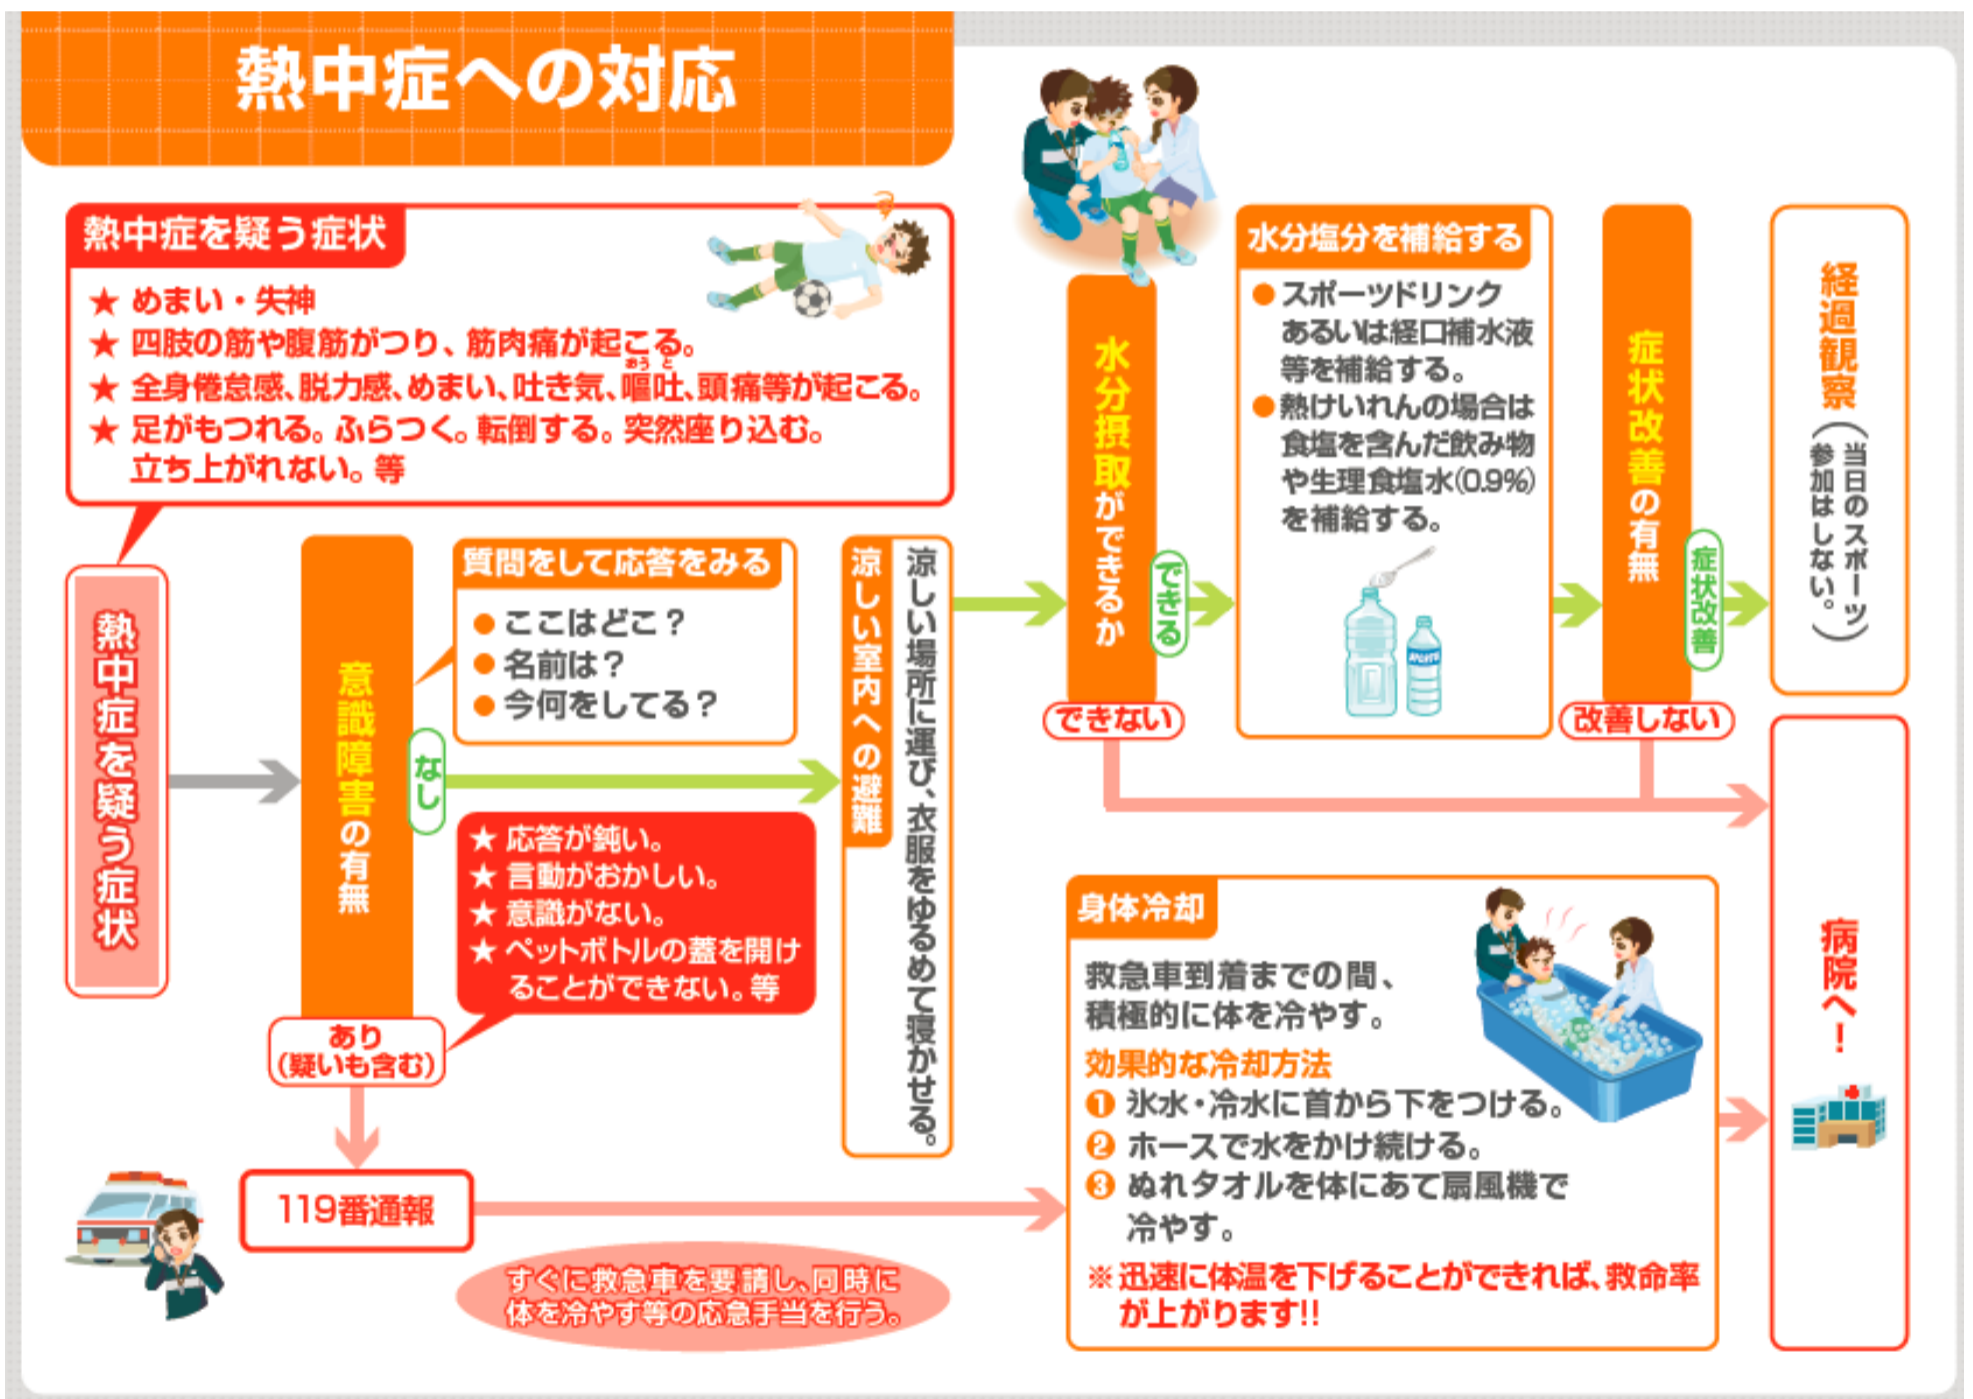 熱中症への対応
熱中症を疑う症状
★ めまい・失神
★ 四肢の筋や腹筋がつり、筋肉痛が起こる。
おうと
★ 全身倦怠感、脱力感、めまい、吐き気、嘔吐、頭痛等が起こる。
★ 足がもつれる。ふらつく。転倒する。突然座り込む。
立ち上がれない。等
熱中症を疑う症状
意識障害の有無
質問をして応答をみる
● ここはどこ？
● 名前は？
● 今何をしてる？
なし
★ 応答が鈍い。
★ 言動がおかしい。
★ 意識がない。
★ ペットボトルの蓋を開け
ることができない。等
あり
（疑いも含む）
119番通報
すぐに救急車を要請し、同時に
体を冷やす等の応急手当を行う。
涼しい室内への避難
涼しい場所に運び、衣服をゆるめて寝かせる。
水分摂取ができるか
できる
できない
水分塩分を補給する
● スポーツドリンク
あるいは経口補水液
等を補給する。
● 熱けいれんの場合は
食塩を含んだ飲み物
や生理食塩水(0.9%)
を補給する。
症状改善の有無
症状改善
改善しない
経過観察
（当日のスポーツ
参加はしない。）
身体冷却
救急車到着までの間、
積極的に体を冷やす。
効果的な冷却方法
❶ 氷水・冷水に首から下をつける。
❷ ホースで水をかけ続ける。
❸ ぬれタオルを体にあて扇風機で
冷やす。
※迅速に体温を下げることができれば、救命率
が上がります!!
病院へ！